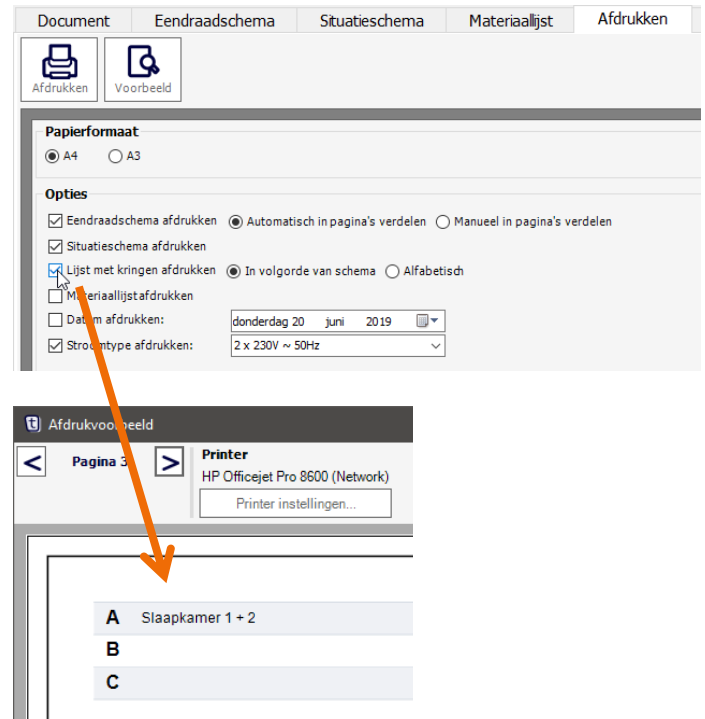 Document Eendraadschema Situatieschema Materiaallijst Afdrukken
Afdrukken Voorbeeld
Papierformaat
A4 A3
Opties
Eendraadschema afdrukken Automatisch in pagina's verdelen Manueel in pagina's verdelen
Situatieschema afdrukken
Lijst met kringen afdrukken In volgorde van schema Alfabetisch
Materiaallijst afdrukken
Datum afdrukken: donderdag 20 juni 2019
Stroomtype afdrukken: 2 x 230V ~ 50Hz
t Afdrukvoorbeeld
< Pagina 3 > Printer
HP Officejet Pro 8600 (Network)
Printer instellingen...
A Slaapkamer 1 + 2
B
C